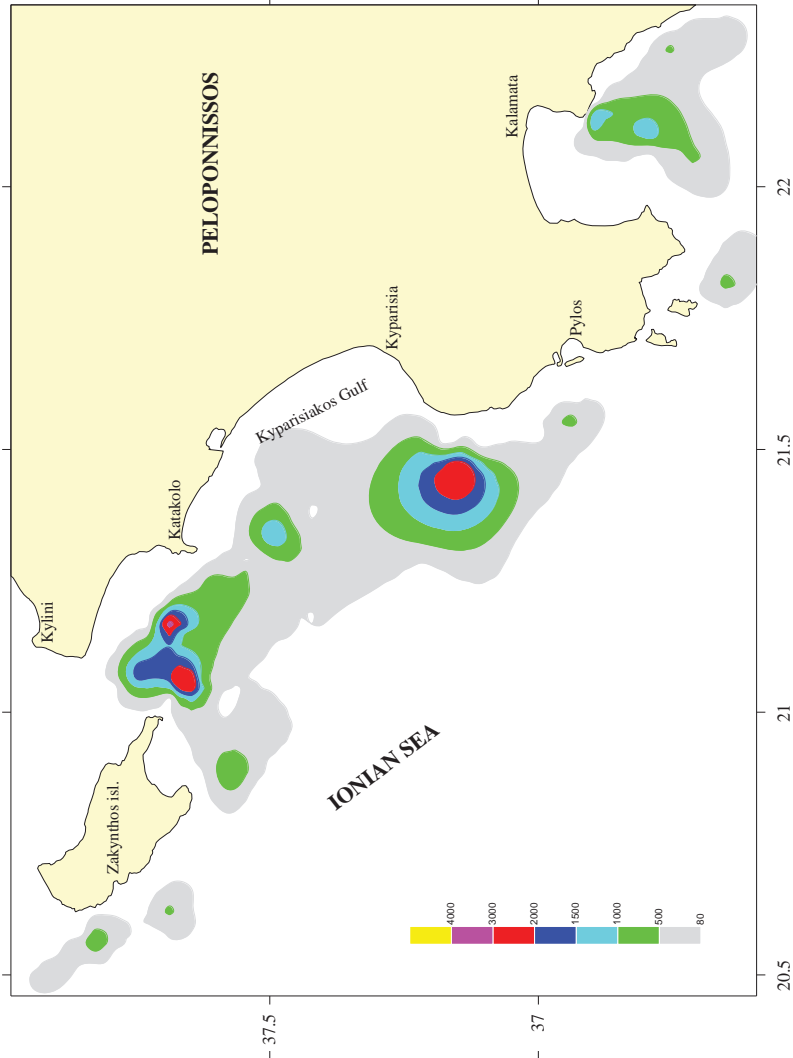 Kylini
Katakolo
Kyparisiakos Gulf
Kyparisia
PELOPONNISSOS
Kalamata
Pylos
Zakynthos isl.
IONIAN SEA
4000
3000
2000
1500
1000
500
80
37.5
37
20.5
21
21.5
22